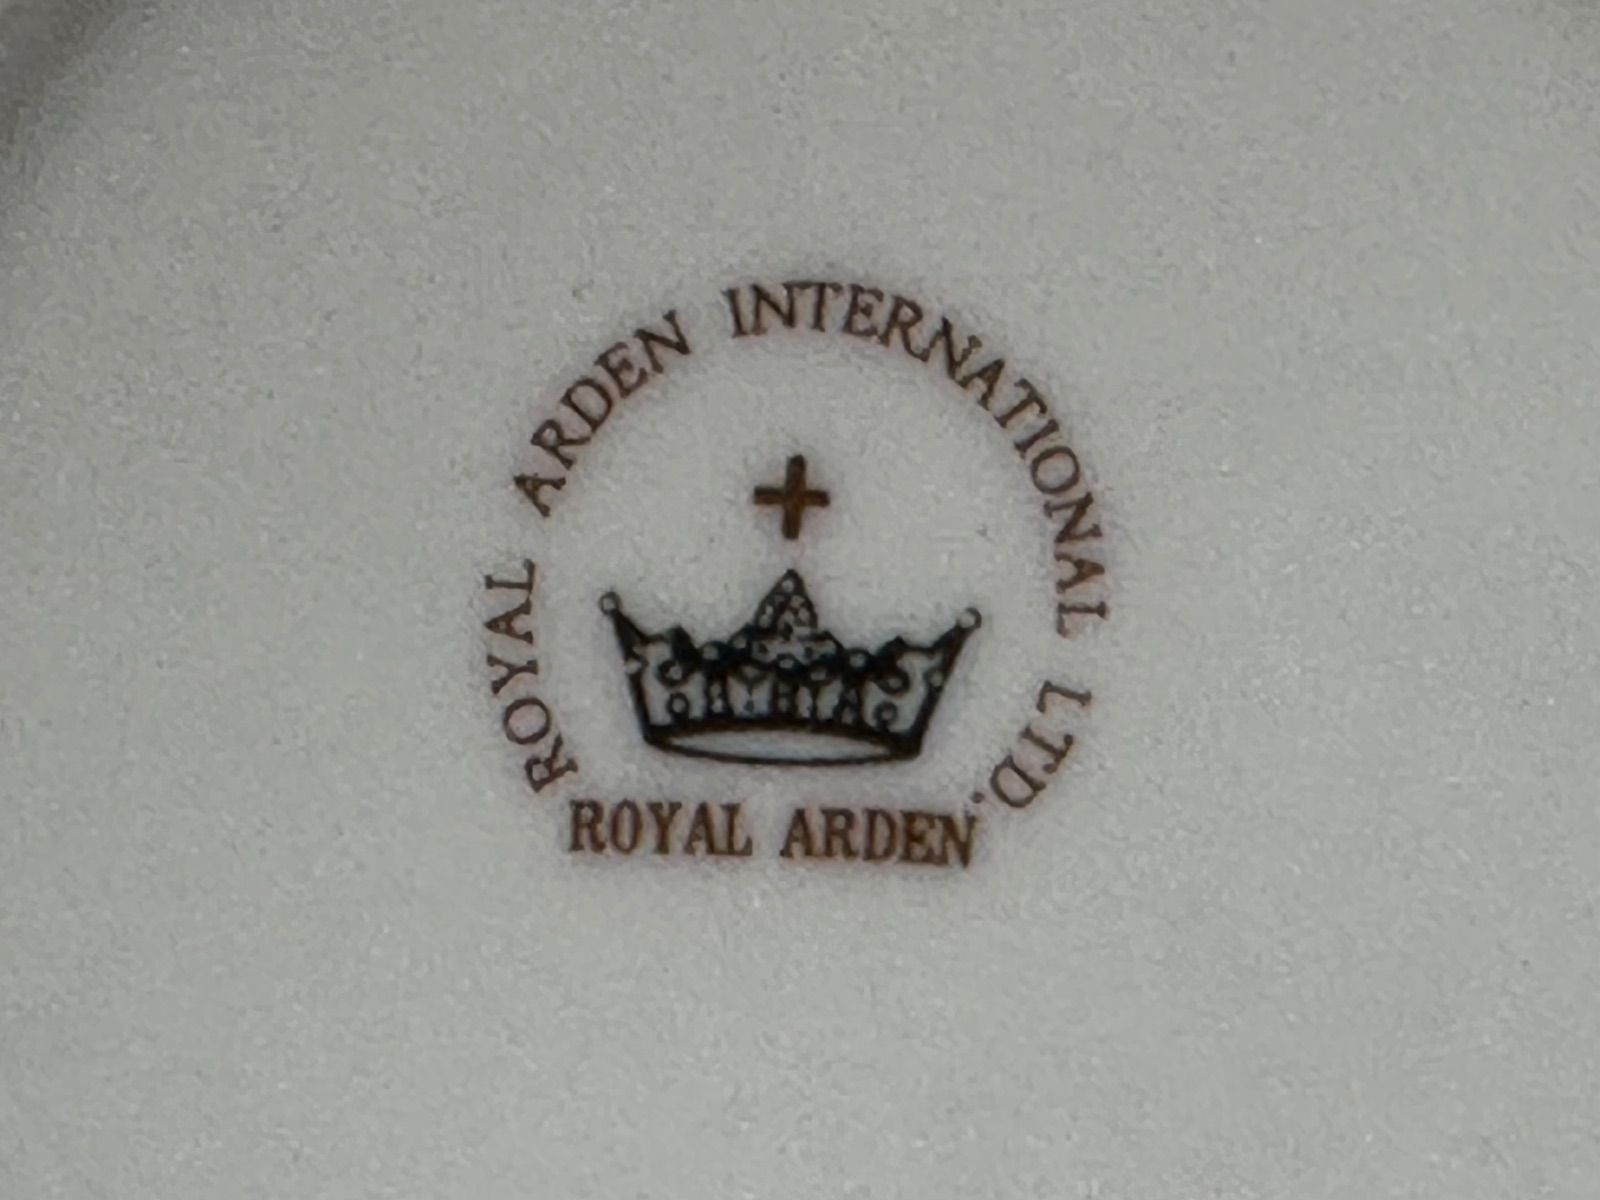 ROYAL ARDEN INTERNATIONAL LTD.
ROYAL ARDEN